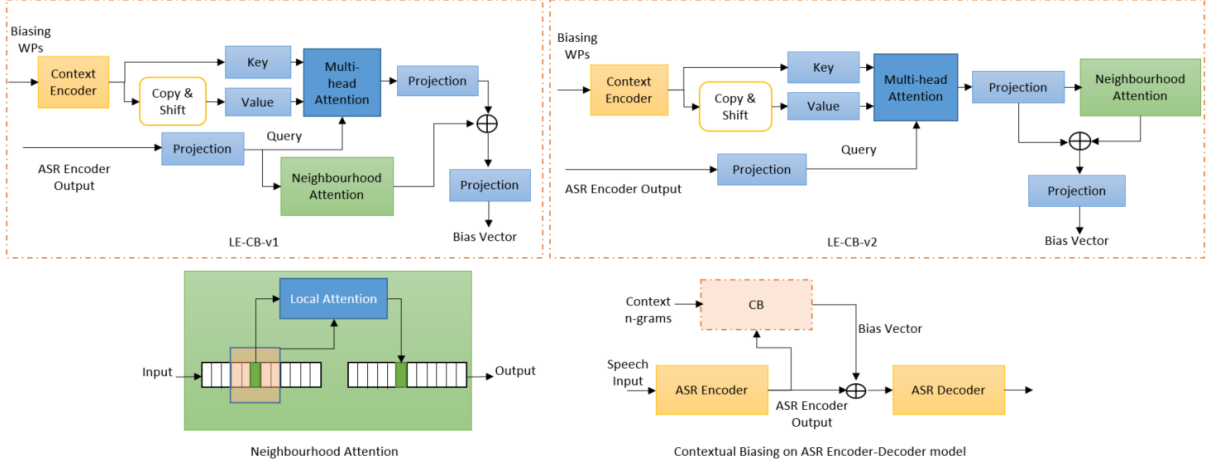 Biasing
WPs
Context
Encoder
Key
Copy &
Shift
Value
Multi-
head
Attention
Projection
Query
Projection
ASR Encoder
Output
Neighbourhood
Attention
Projection
Bias Vector
LE-CB-v1
Biasing
WPs
Context
Encoder
Key
Copy &
Shift
Value
Multi-head
Attention
Projection
Neighbourhood
Attention
Query
Projection
ASR Encoder Output
Projection
Bias Vector
LE-CB-v2
Local Attention
Input
Output
Neighbourhood Attention
Context
n-grams
CB
Bias Vector
Speech
Input
ASR Encoder
ASR Encoder
Output
ASR Decoder
Contextual Biasing on ASR Encoder-Decoder model